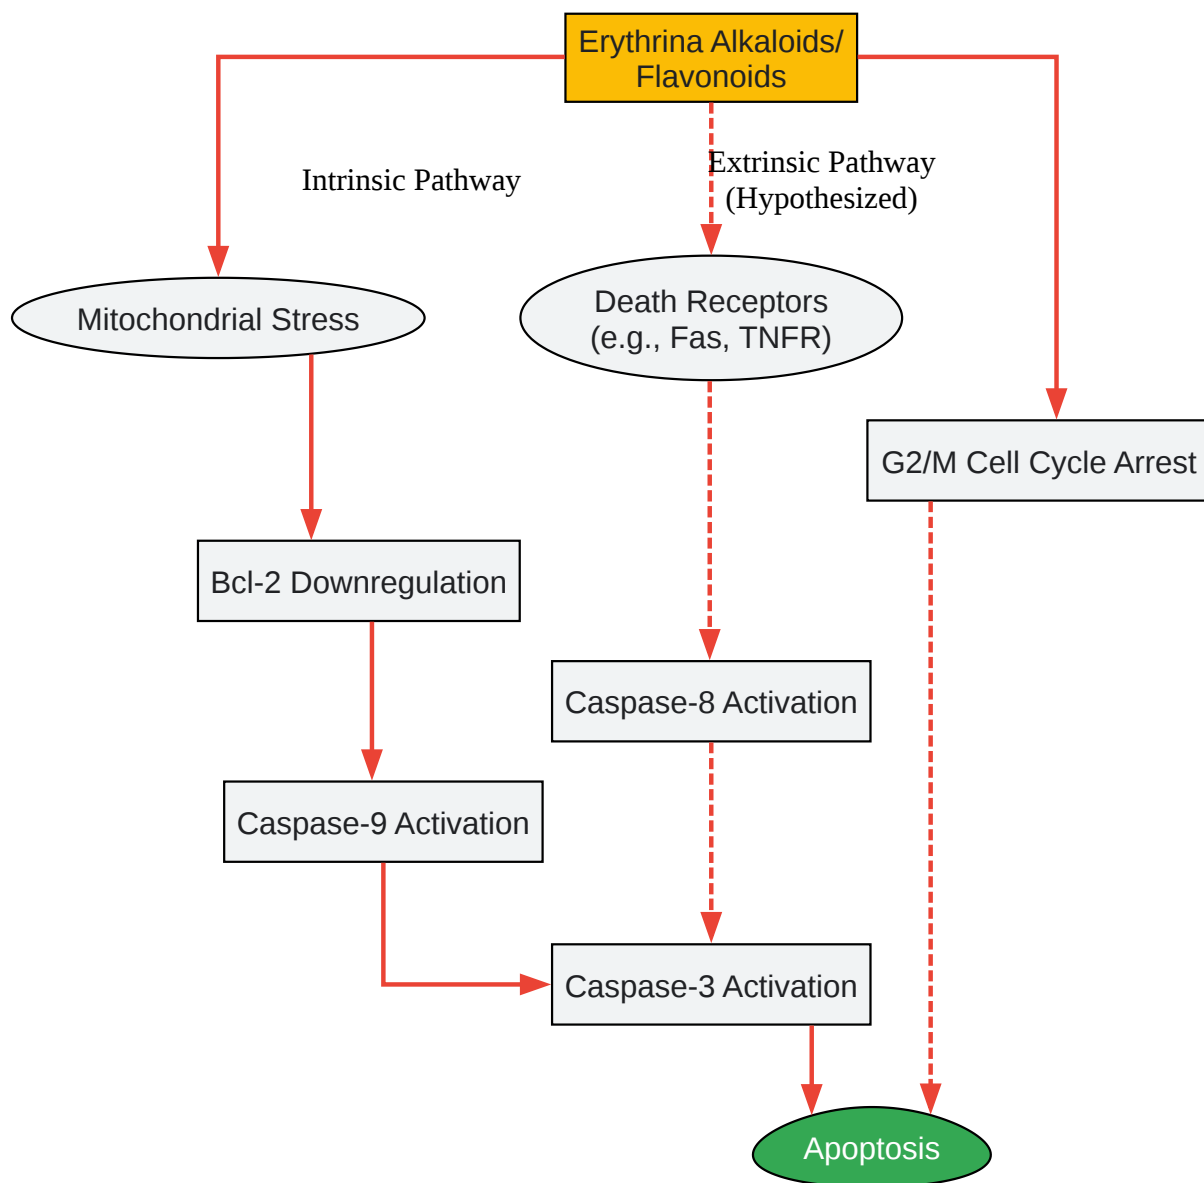 Erythrina Alkaloids/
Flavonoids
Intrinsic Pathway
Extrinsic Pathway
(Hypothesized)
Mitochondrial Stress
Death Receptors
(e.g., Fas, TNFR)
G2/M Cell Cycle Arrest
Bcl-2 Downregulation
Caspase-8 Activation
Caspase-9 Activation
Caspase-3 Activation
Apoptosis